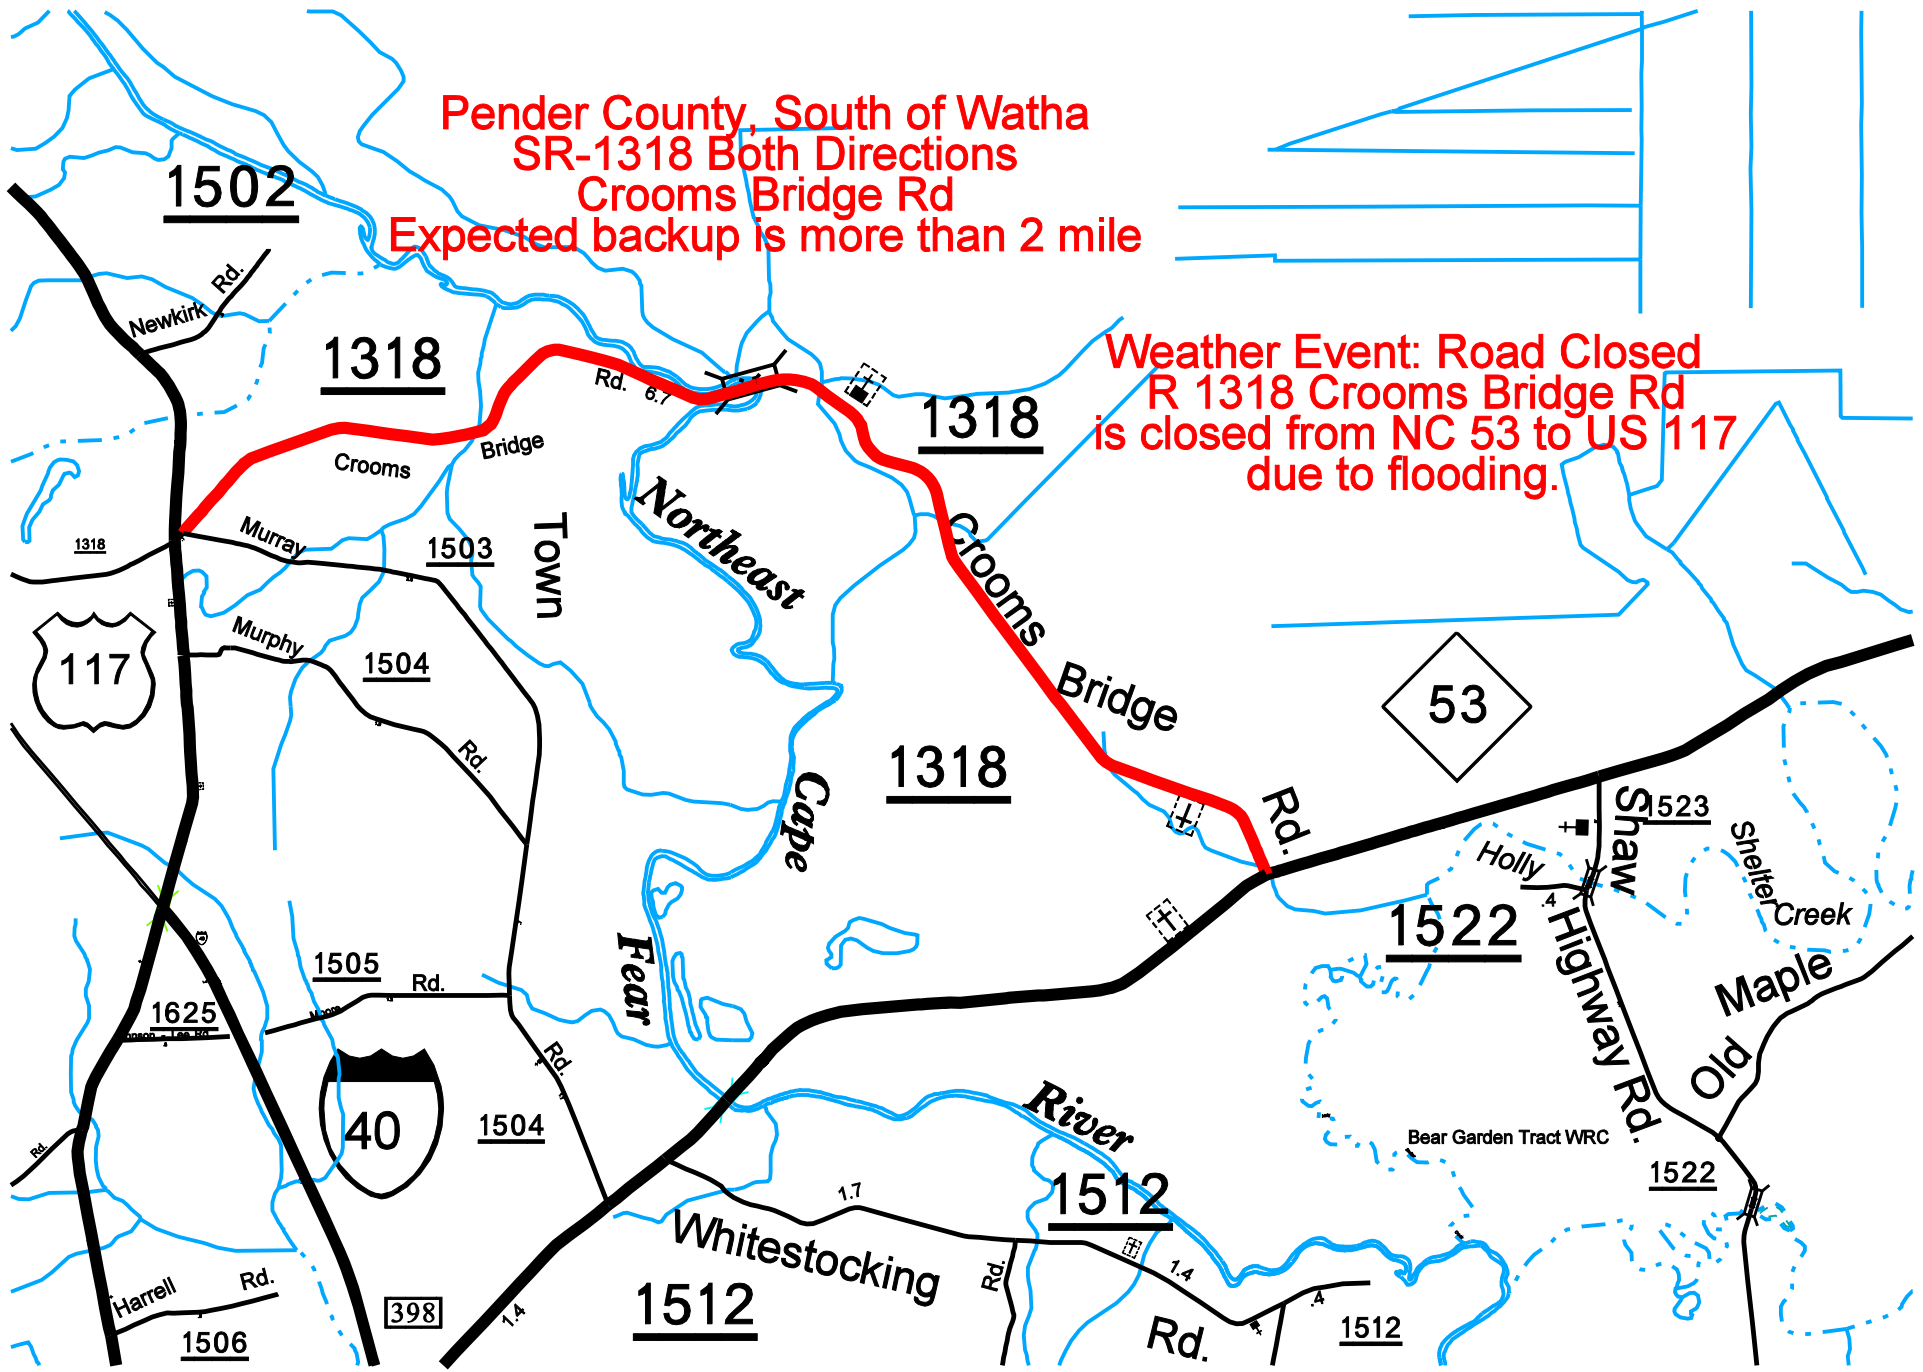 Pender County, South of Watha
SR-1318 Both Directions
Crooms Bridge Rd
Expected backup is more than 2 mile
1502
Newkirk Rd.
1318
Weather Event: Road Closed
R 1318 Crooms Bridge Rd
is closed from NC 53 to US 117
due to flooding.
Rd. 6.7
1318
Crooms Bridge
Northeast
Town
Crooms
1318
Murray
1503
117
Murphy
1504
Bridge
53
Rd.
1318
Cape
Rd.
Shaw
1523
Holly
.4
Shelter
Creek
1522
Fear
Highway Rd.
Maple
Old
1505
Rd.
1625
Rd.
40
1504
River
Rd.
Bear Garden Tract WRC
1522
1512
1.7
Whitestocking
Rd.
1.4
Harrell Rd.
398
1.4
1512
Rd.
.4
1512
1506